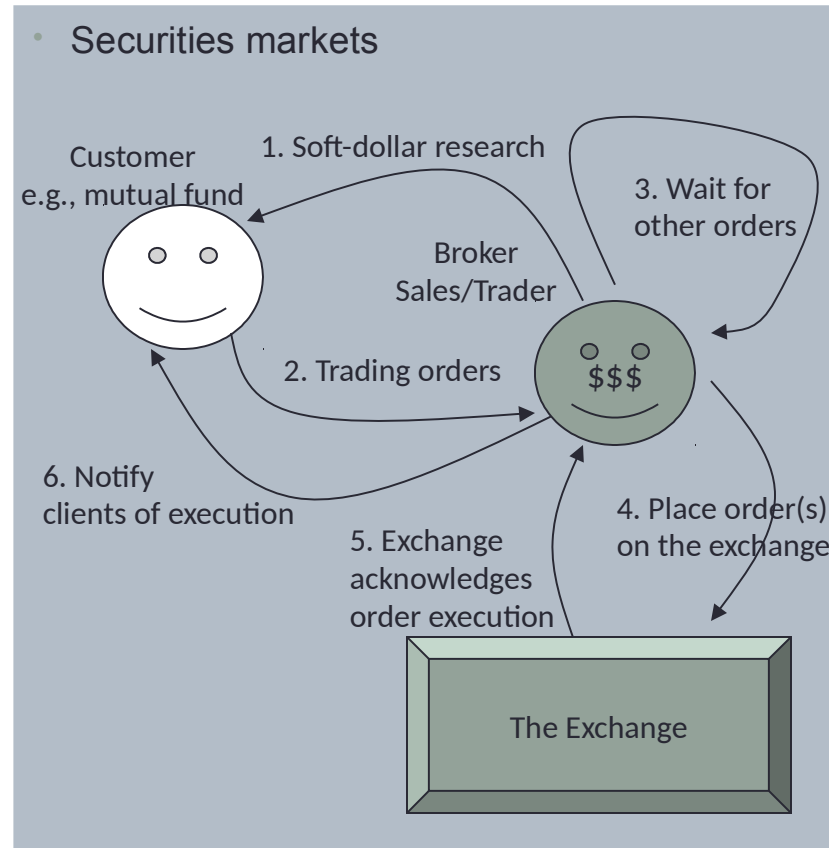 Securities markets
Customer
e.g., mutual fund
1. Soft-dollar research
3. Wait for
other orders
Broker
Sales/Trader
$$$
2. Trading orders
6. Notify
clients of execution
4. Place order(s)
on the exchange
5. Exchange
acknowledges
order execution
The Exchange